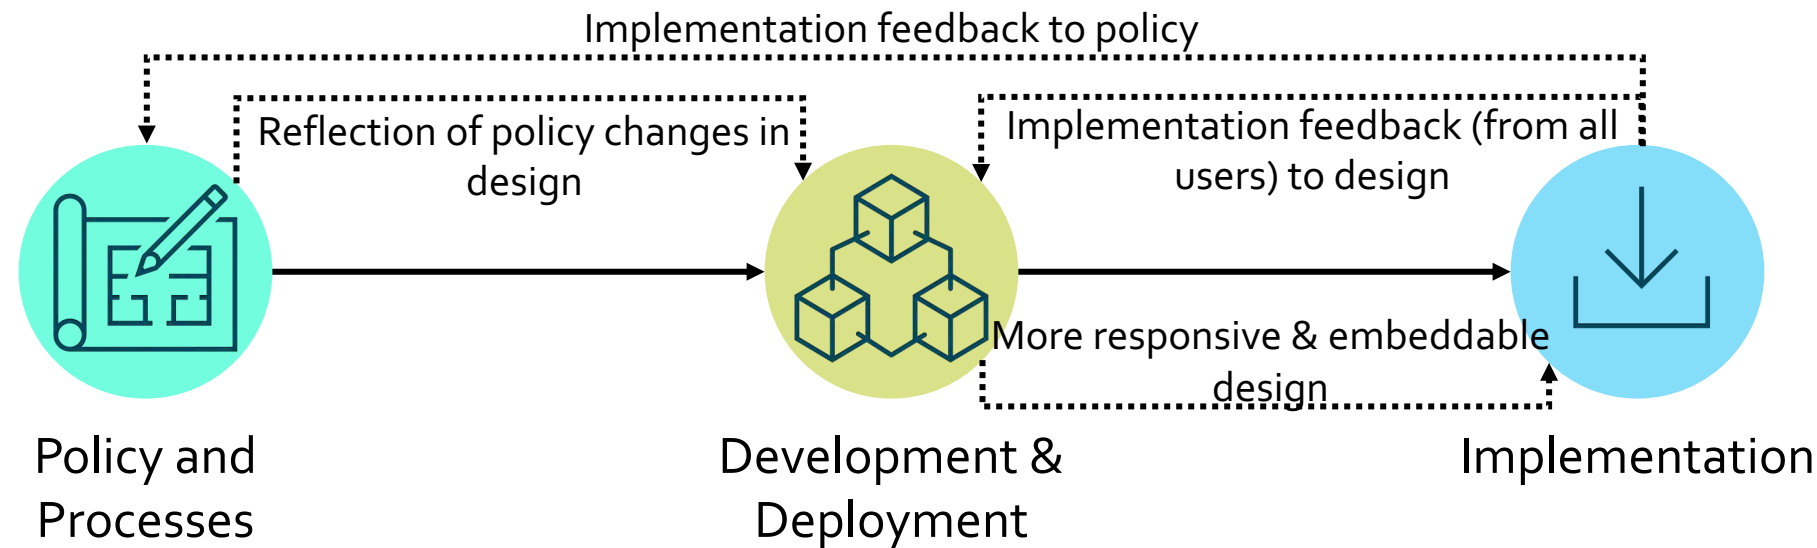 Implementation feedback to policy
Reflection of policy changes in
design
Implementation feedback (from all
users) to design
More responsive & embeddable
design
Policy and
Processes
Development &
Deployment
Implementation